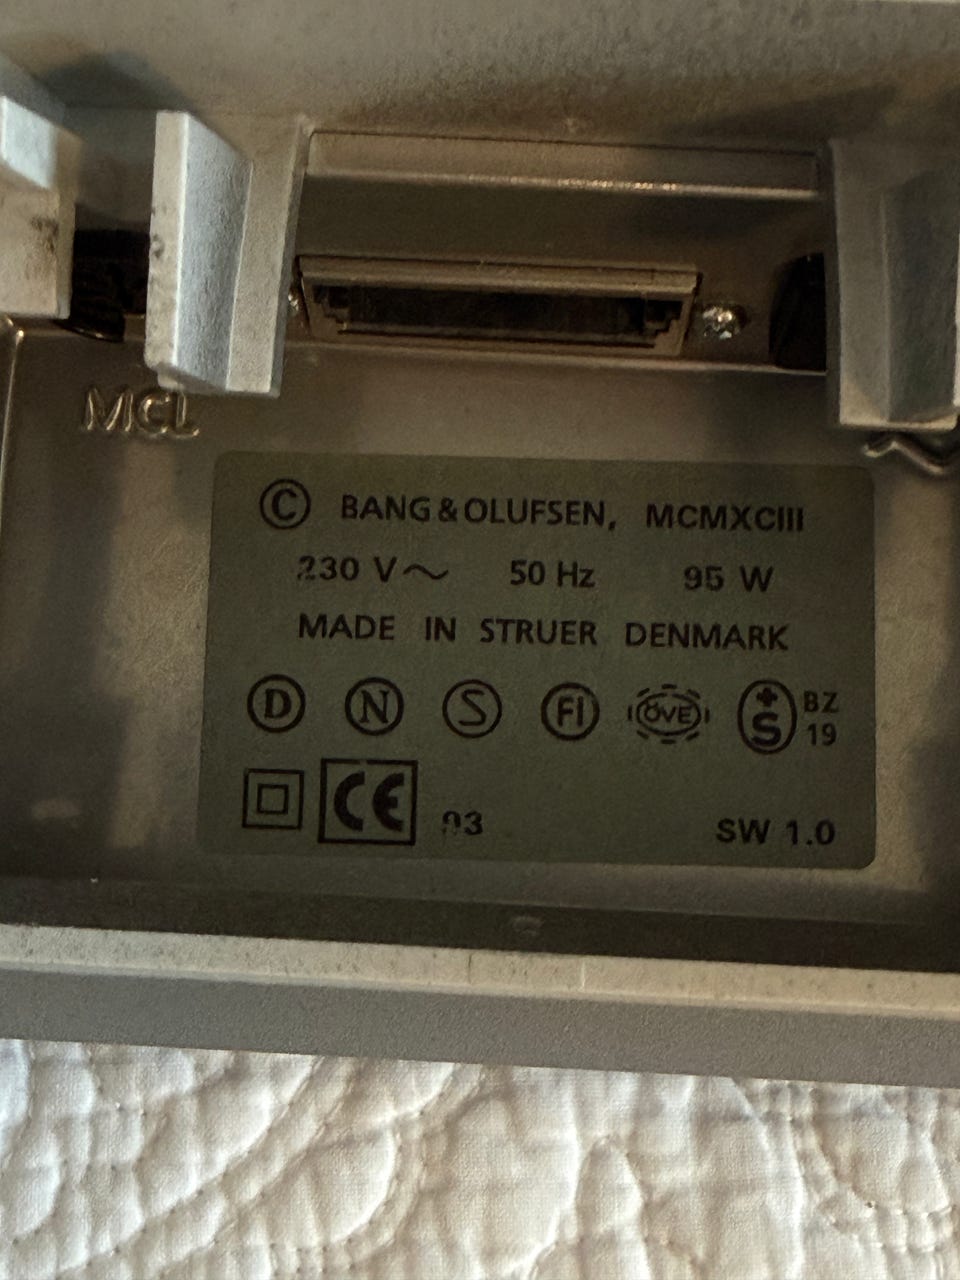 MCL
© BANG & OLUFSEN, MCMXCIII
230 V~ 50 Hz 95 W
MADE IN STRUER DENMARK
D N S FI ÖVE +S BZ 19
CE 93 SW 1.0